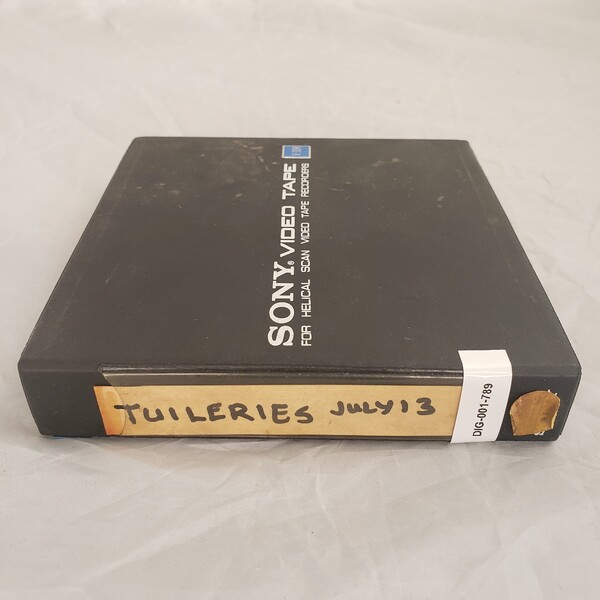 SONY® VIDEO TAPE
FOR HELICAL SCAN VIDEO TAPE RECORDERS
TUILERIES JULY 13
DIG-001-789